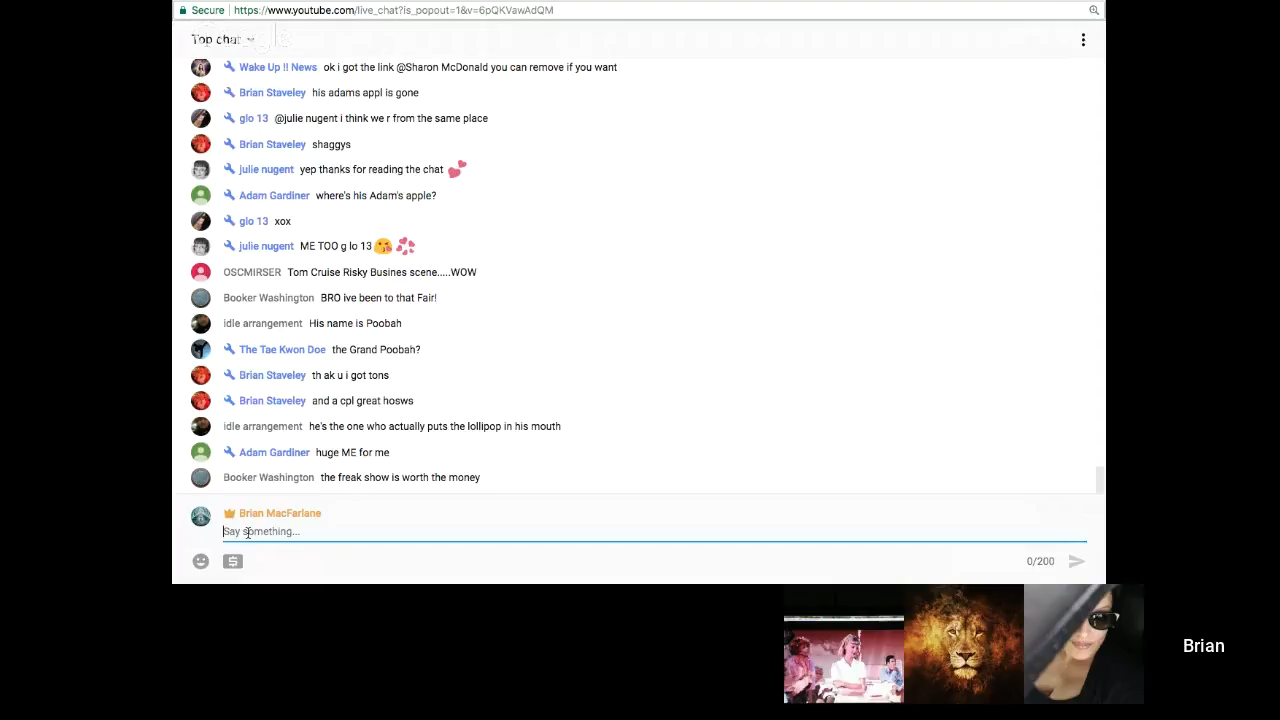 Secure https://www.youtube.com/live_chat?is_popout=1&v=6pQKVawAdQM
Top chat
Wake Up !! News ok i got the link @Sharon McDonald you can remove if you want
Brian Staveley his adams appl is gone
glo 13 @julie nugent i think we r from the same place
Brian Staveley shaggys
julie nugent yep thanks for reading the chat 💕
Adam Gardiner where's his Adam's apple?
glo 13 xox
julie nugent ME TOO g lo 13 😘 💞
OSCMIRSER Tom Cruise Risky Busines scene.....WOW
Booker Washington BRO ive been to that Fair!
idle arrangement His name is Poobah
The Tae Kwon Doe the Grand Poobah?
Brian Staveley th ak u i got tons
Brian Staveley and a cpl great hosws
idle arrangement he's the one who actually puts the lollipop in his mouth
Adam Gardiner huge ME for me
Booker Washington the freak show is worth the money
Brian MacFarlane
Say something...
0/200
Brian